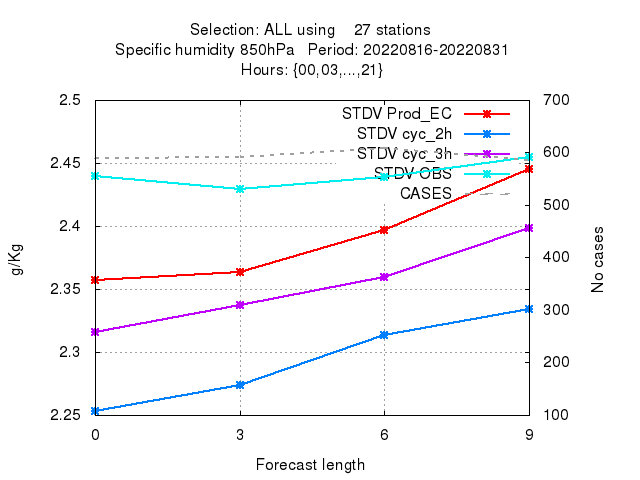 Selection: ALL using 27 stations
Specific humidity 850hPa Period: 20220816-20220831
Hours: {00,03,...,21}
2.5
2.45
2.4
2.35
2.3
2.25
700
600
500
400
300
200
100
STDV Prod_EC
STDV cyc_2h
STDV cyc_3h
STDV OBS
CASES
g/Kg
No cases
0 3 6 9
Forecast length